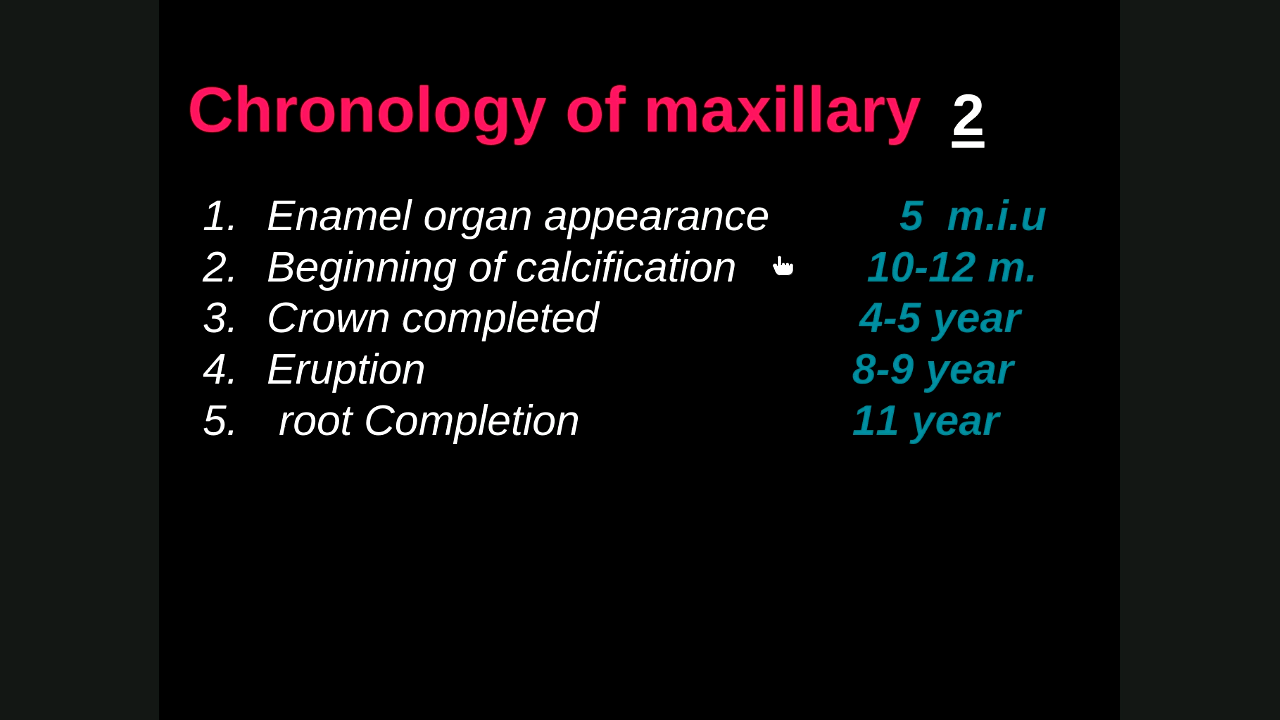 Chronology of maxillary 2
1. Enamel organ appearance 5 m.i.u
2. Beginning of calcification 10-12 m.
3. Crown completed 4-5 year
4. Eruption 8-9 year
5. root Completion 11 year